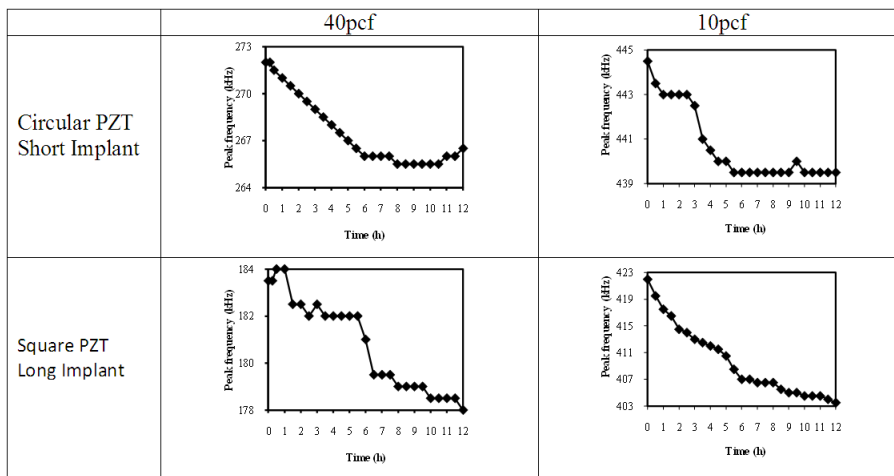 40pcf
10pcf
Circular PZT
Short Implant
Peak frequency (kHz)
273
270
267
264
0 1 2 3 4 5 6 7 8 9 10 11 12
Time (h)
Peak frequency (kHz)
445
443
441
439
0 1 2 3 4 5 6 7 8 9 10 11 12
Time (h)
Square PZT
Long Implant
Peak frequency (kHz)
184
182
180
178
0 1 2 3 4 5 6 7 8 9 10 11 12
Time (h)
Peak frequency (kHz)
423
419
415
411
407
403
0 1 2 3 4 5 6 7 8 9 10 11 12
Time (h)